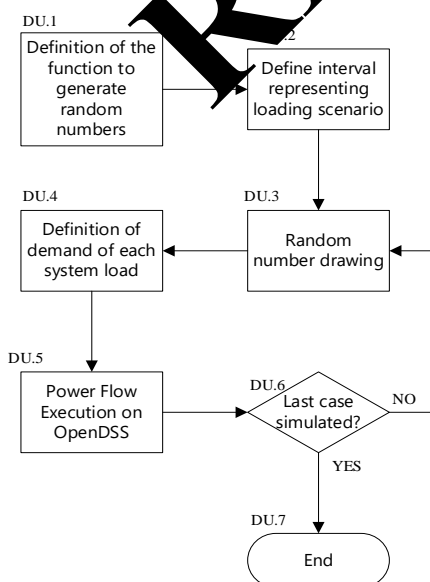 DU.1
Definition of the
function to
generate
random
numbers
.2
Define interval
representing
loading scenario
DU.4
Definition of
demand of each
system load
DU.3
Random
number drawing
DU.5
Power Flow
Execution on
OpenDSS
DU.6
Last case
simulated?
NO
YES
DU.7
End